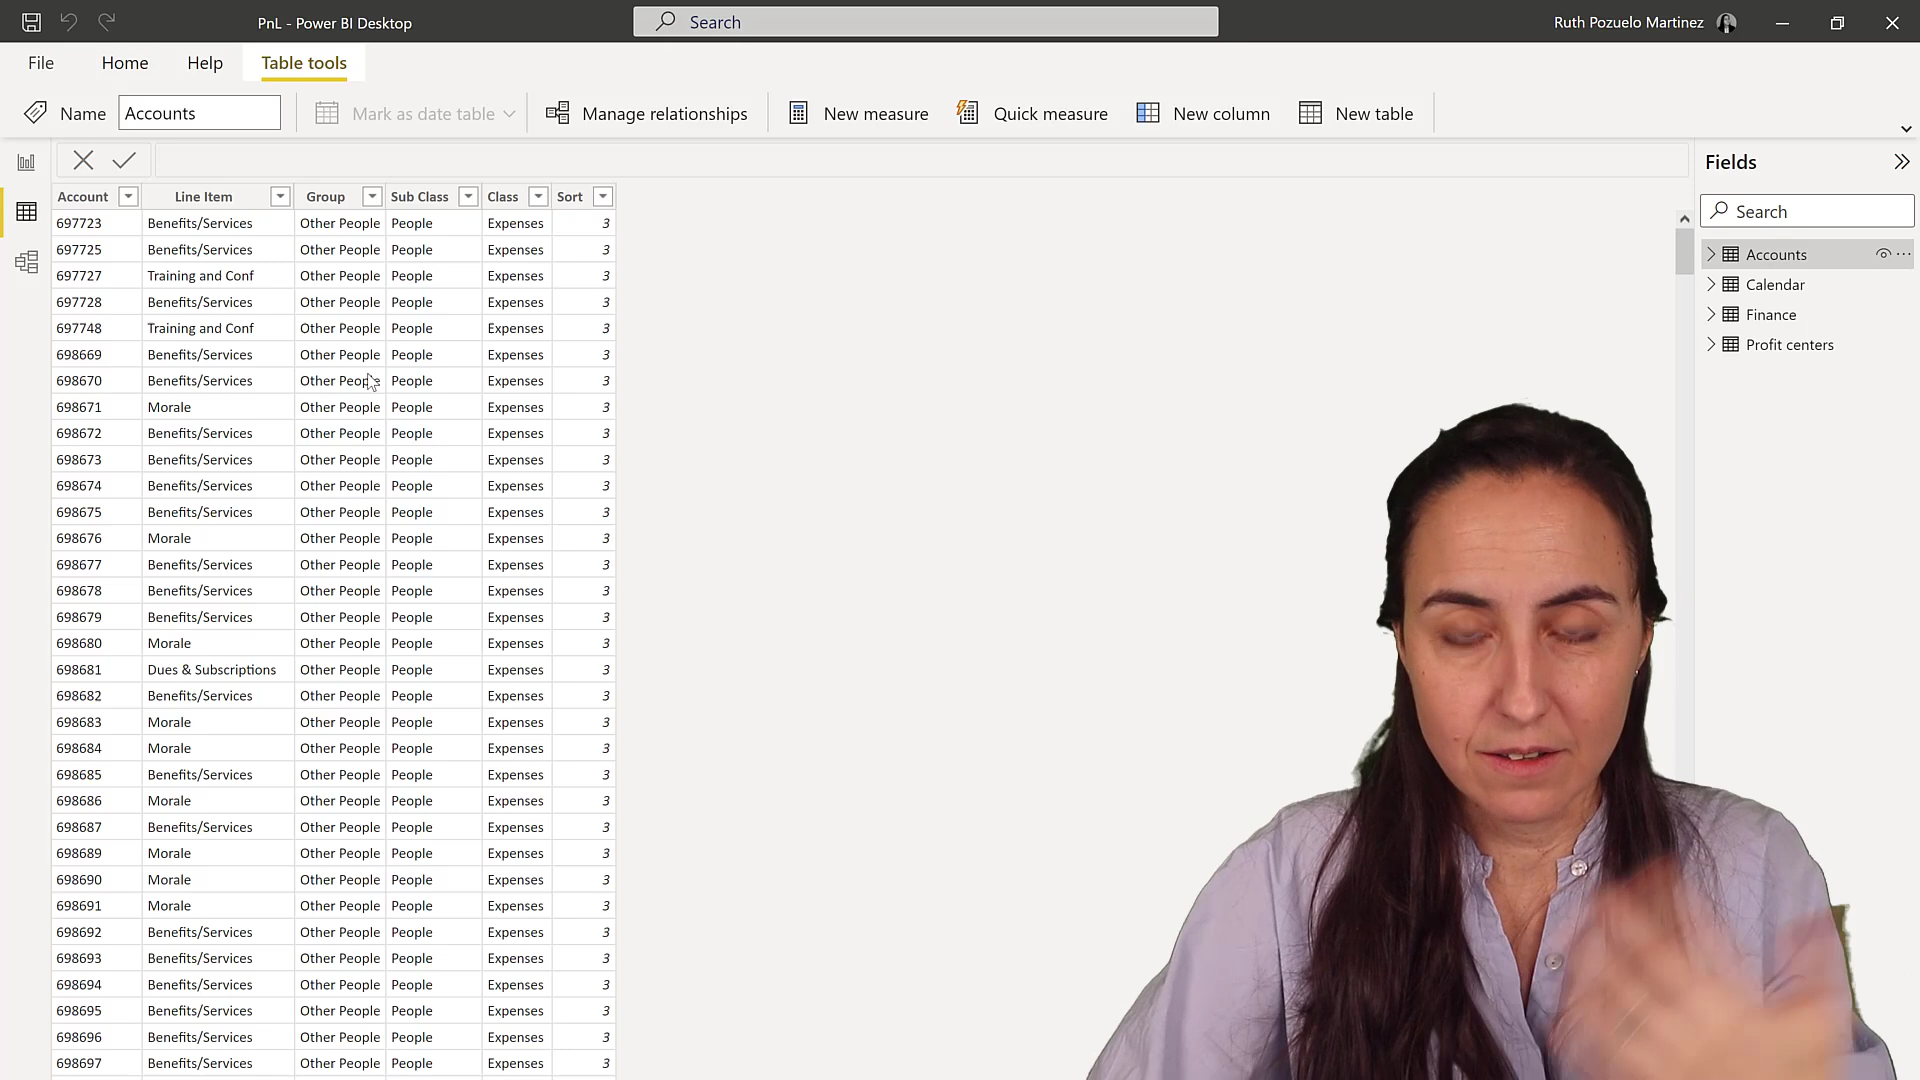 PnL - Power BI Desktop
Search
Ruth Pozuelo Martinez
File Home Help Table tools
Name Accounts Mark as date table Manage relationships New measure Quick measure New column New table
Fields
Search
Accounts
Calendar
Finance
Profit centers
Account Line Item Group Sub Class Class Sort
697723 Benefits/Services Other People People Expenses 3
697725 Benefits/Services Other People People Expenses 3
697727 Training and Conf Other People People Expenses 3
697728 Benefits/Services Other People People Expenses 3
697748 Training and Conf Other People People Expenses 3
698669 Benefits/Services Other People People Expenses 3
698670 Benefits/Services Other People People Expenses 3
698671 Morale Other People People Expenses 3
698672 Benefits/Services Other People People Expenses 3
698673 Benefits/Services Other People People Expenses 3
698674 Benefits/Services Other People People Expenses 3
698675 Benefits/Services Other People People Expenses 3
698676 Morale Other People People Expenses 3
698677 Benefits/Services Other People People Expenses 3
698678 Benefits/Services Other People People Expenses 3
698679 Benefits/Services Other People People Expenses 3
698680 Morale Other People People Expenses 3
698681 Dues & Subscriptions Other People People Expenses 3
698682 Benefits/Services Other People People Expenses 3
698683 Morale Other People People Expenses 3
698684 Morale Other People People Expenses 3
698685 Benefits/Services Other People People Expenses 3
698686 Morale Other People People Expenses 3
698687 Benefits/Services Other People People Expenses 3
698689 Morale Other People People Expenses 3
698690 Morale Other People People Expenses 3
698691 Morale Other People People Expenses 3
698692 Benefits/Services Other People People Expenses 3
698693 Benefits/Services Other People People Expenses 3
698694 Benefits/Services Other People People Expenses 3
698695 Benefits/Services Other People People Expenses 3
698696 Benefits/Services Other People People Expenses 3
698697 Benefits/Services Other People People Expenses 3